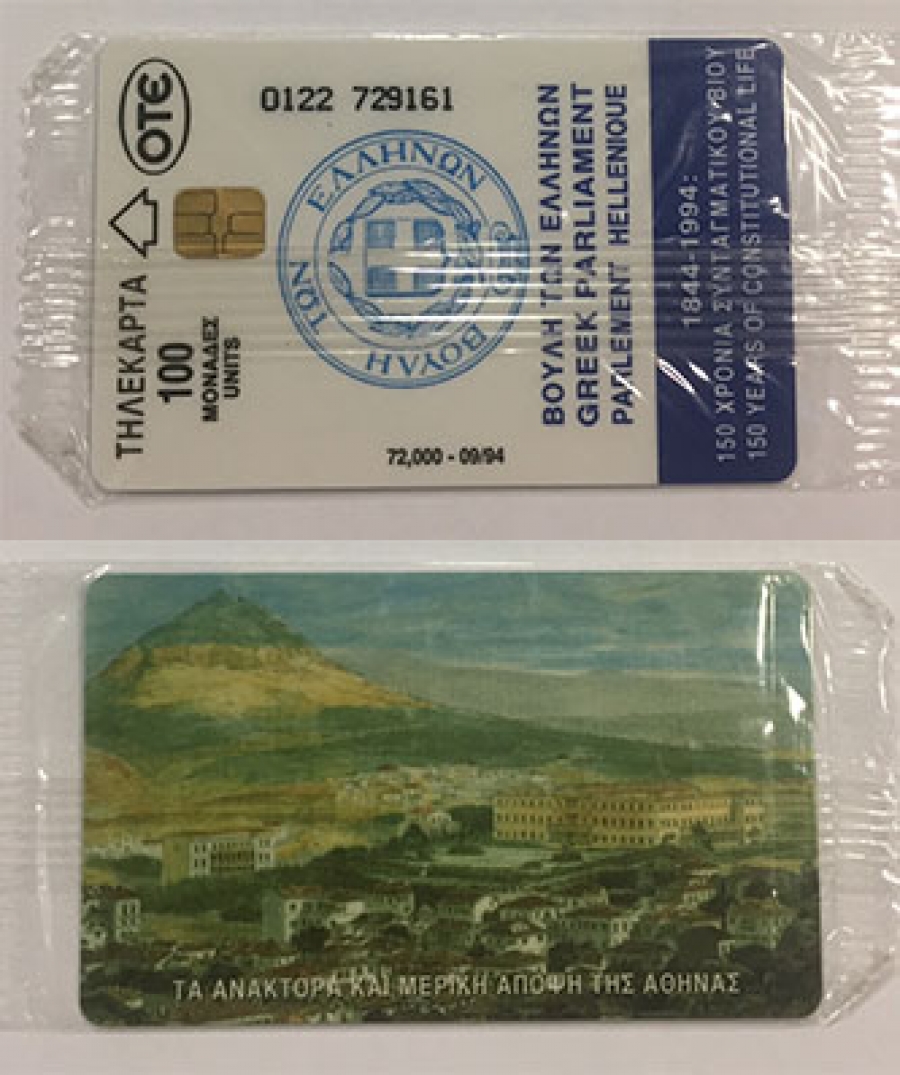 ΟΤΕ
ΤΗΛΕΚΑΡΤΑ
100
ΜΟΝΑΔΕΣ
UNITS
0122 729161
ΒΟΥΛΗ ΤΩΝ ΕΛΛΗΝΩΝ
72,000 - 09/94
ΒΟΥΛΗ ΤΩΝ ΕΛΛΗΝΩΝ
GREEK PARLIAMENT
PARLEMENT HELLENIQUE
1844-1994:
150 ΧΡΟΝΙΑ ΣΥΝΤΑΓΜΑΤΙΚΟΥ ΒΙΟΥ
150 YEARS OF CONSTITUTIONAL LIFE
ΤΑ ΑΝΑΚΤΟΡΑ ΚΑΙ ΜΕΡΙΚΗ ΑΠΟΨΗ ΤΗΣ ΑΘΗΝΑΣ